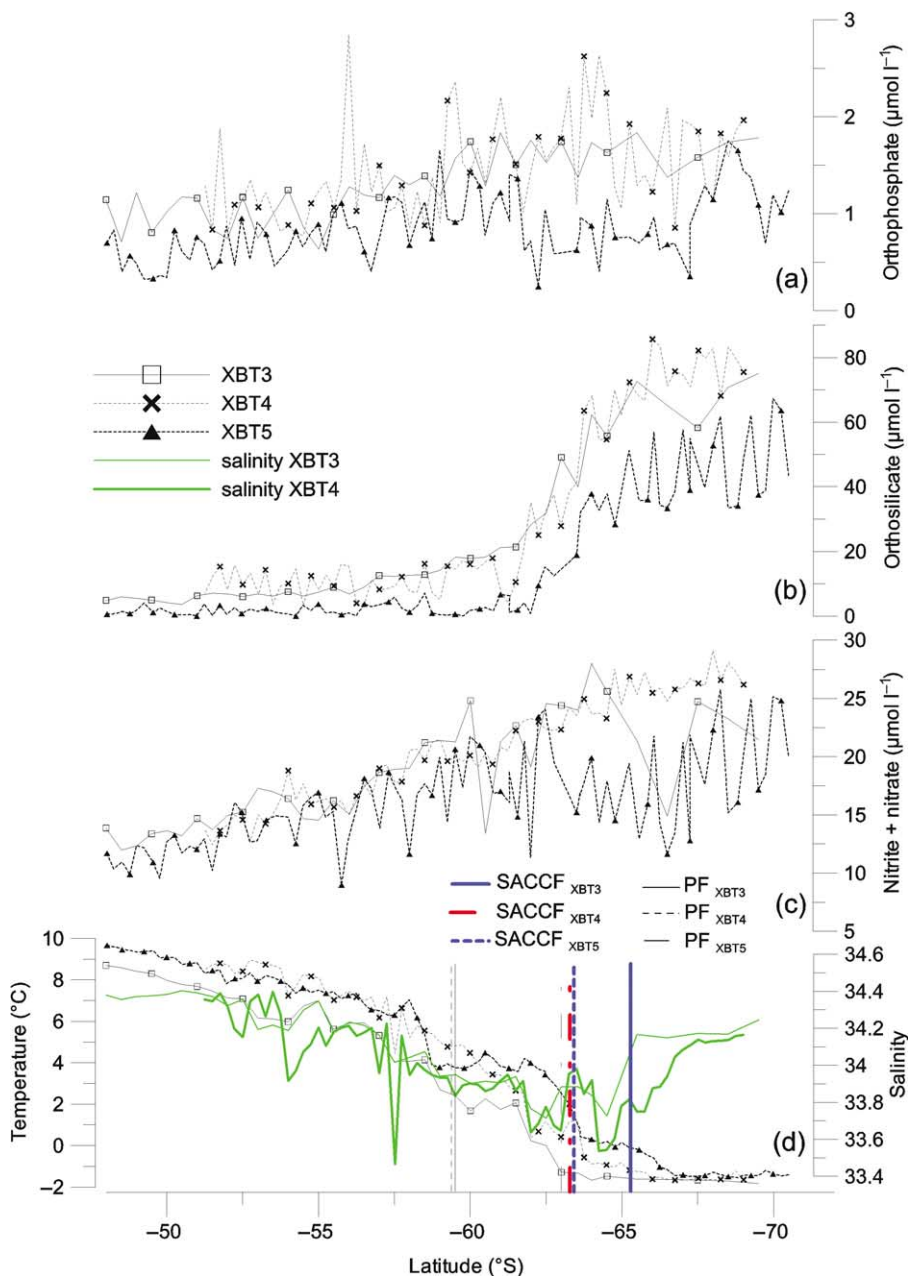 3
2
1
0
Orthophosphate (µmol l⁻¹)
(a)
XBT3
XBT4
XBT5
salinity XBT3
salinity XBT4
80
60
40
20
0
Orthosilicate (µmol l⁻¹)
(b)
30
25
20
15
10
5
Nitrite + nitrate (µmol l⁻¹)
(c)
SACCF XBT3
PF XBT3
SACCF XBT4
PF XBT4
SACCF XBT5
PF XBT5
10
8
6
4
2
0
–2
Temperature (°C)
34.6
34.4
34.2
34.0
33.8
33.6
33.4
Salinity
(d)
–50
–55
–60
–65
–70
Latitude (°S)